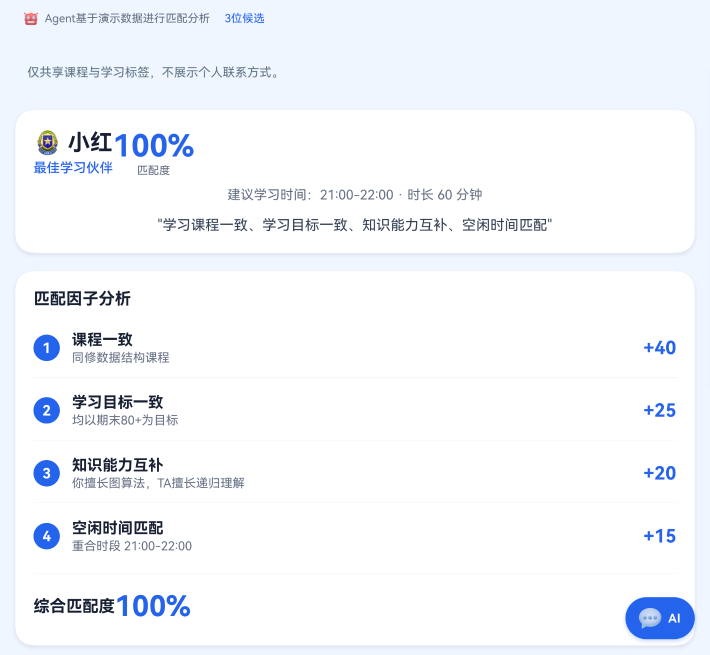 Agent基于演示数据进行匹配分析 3位候选
仅共享课程与学习标签，不展示个人联系方式。
小红 100%
最佳学习伙伴 匹配度
建议学习时间：21:00-22:00 · 时长 60 分钟
"学习课程一致、学习目标一致、知识能力互补、空闲时间匹配"
匹配因子分析
1 课程一致 +40
同修数据结构课程
2 学习目标一致 +25
均以期末80+为目标
3 知识能力互补 +20
你擅长图算法，TA擅长递归理解
4 空闲时间匹配 +15
重合时段 21:00-22:00
综合匹配度100%
AI